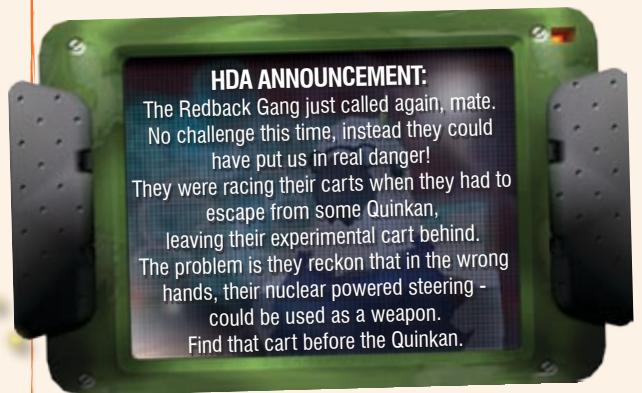 HDA ANNOUNCEMENT:
The Redback Gang just called again, mate.
No challenge this time, instead they could
have put us in real danger!
They were racing their carts when they had to
escape from some Quinkan,
leaving their experimental cart behind.
The problem is they reckon that in the wrong
hands, their nuclear powered steering -
could be used as a weapon.
Find that cart before the Quinkan.